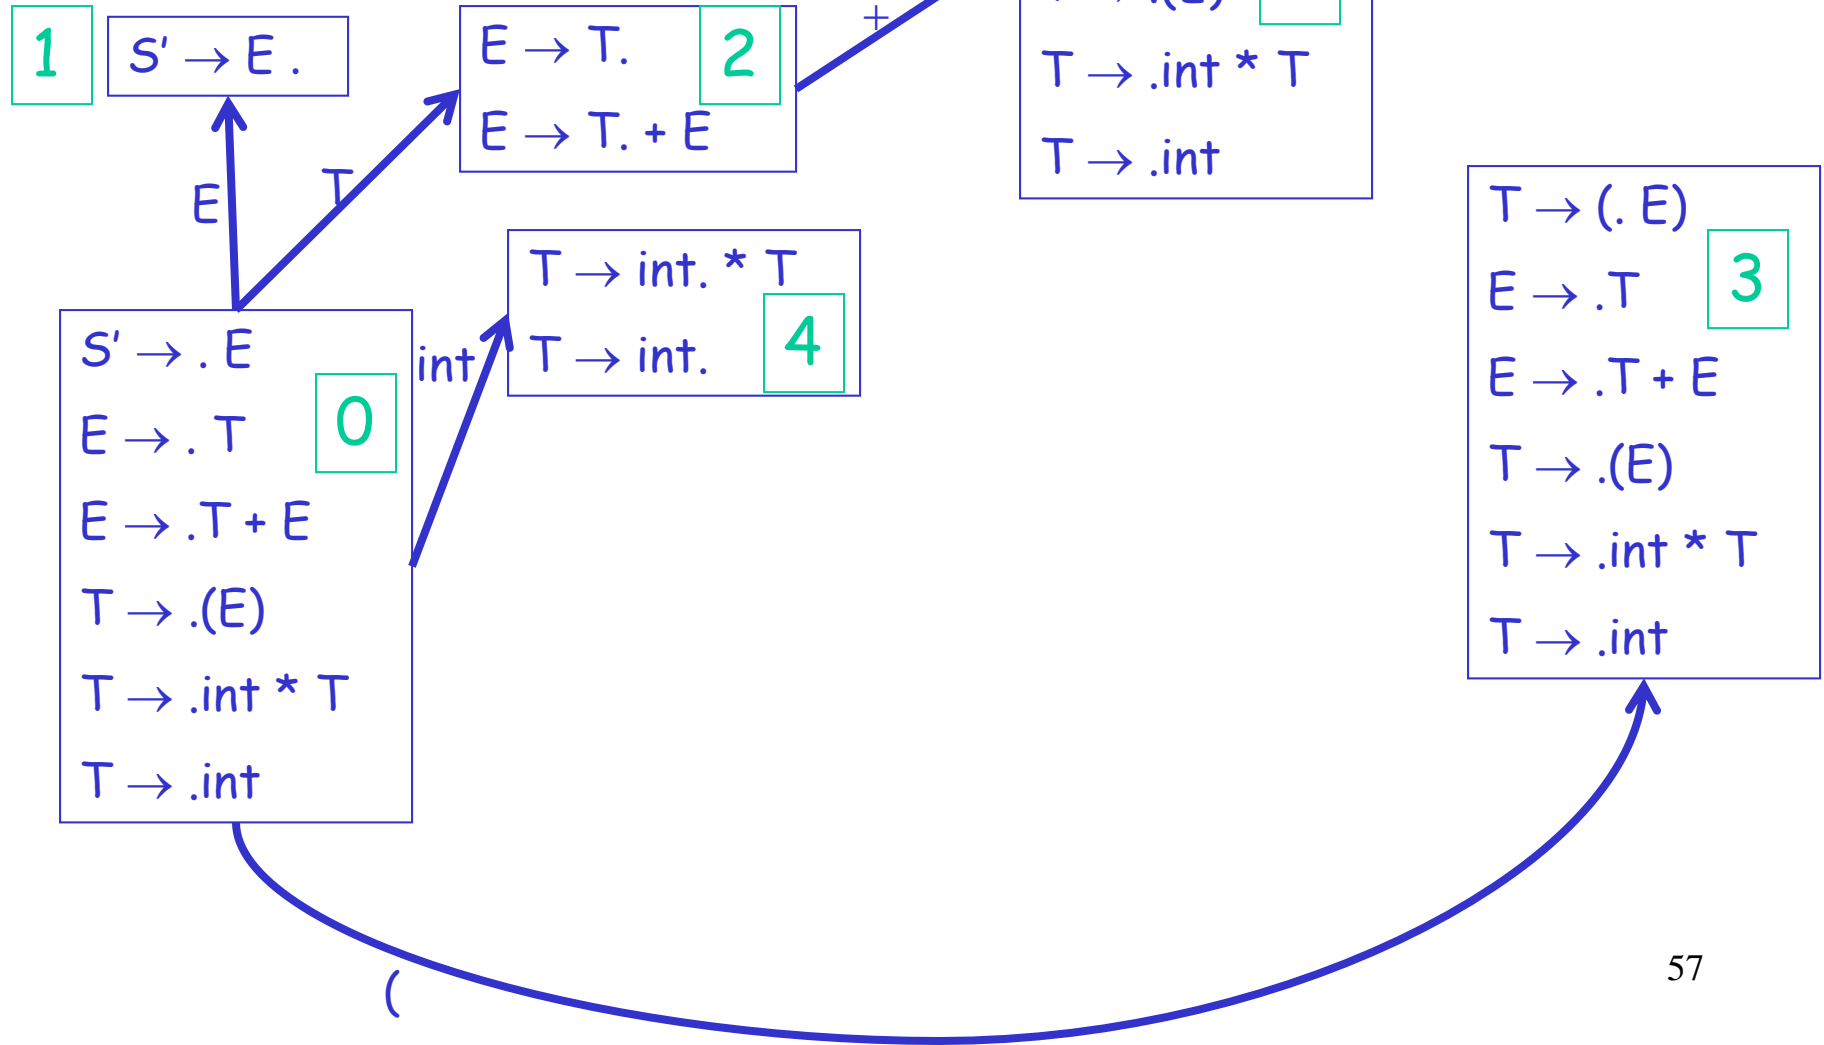 1
S' → E .
E → T.
E → T. + E
2
+
T → .int * T
T → .int
E
T
T → int. * T
T → int.
4
int
S' → . E
E → . T
E → .T + E
T → .(E)
T → .int * T
T → .int
0
T → (. E)
E → .T
E → .T + E
T → .(E)
T → .int * T
T → .int
3
(
57